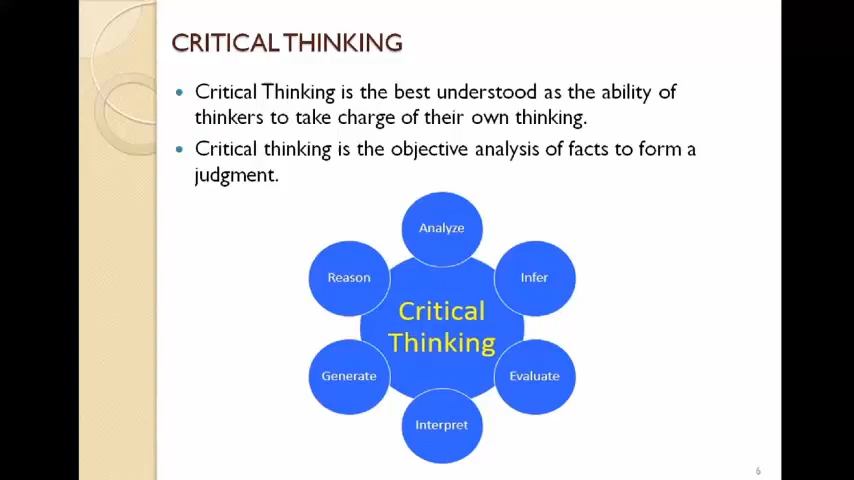 CRITICAL THINKING
• Critical Thinking is the best understood as the ability of
thinkers to take charge of their own thinking.
• Critical thinking is the objective analysis of facts to form a
judgment.
Analyze
Reason
Infer
Critical
Thinking
Generate
Evaluate
Interpret
6